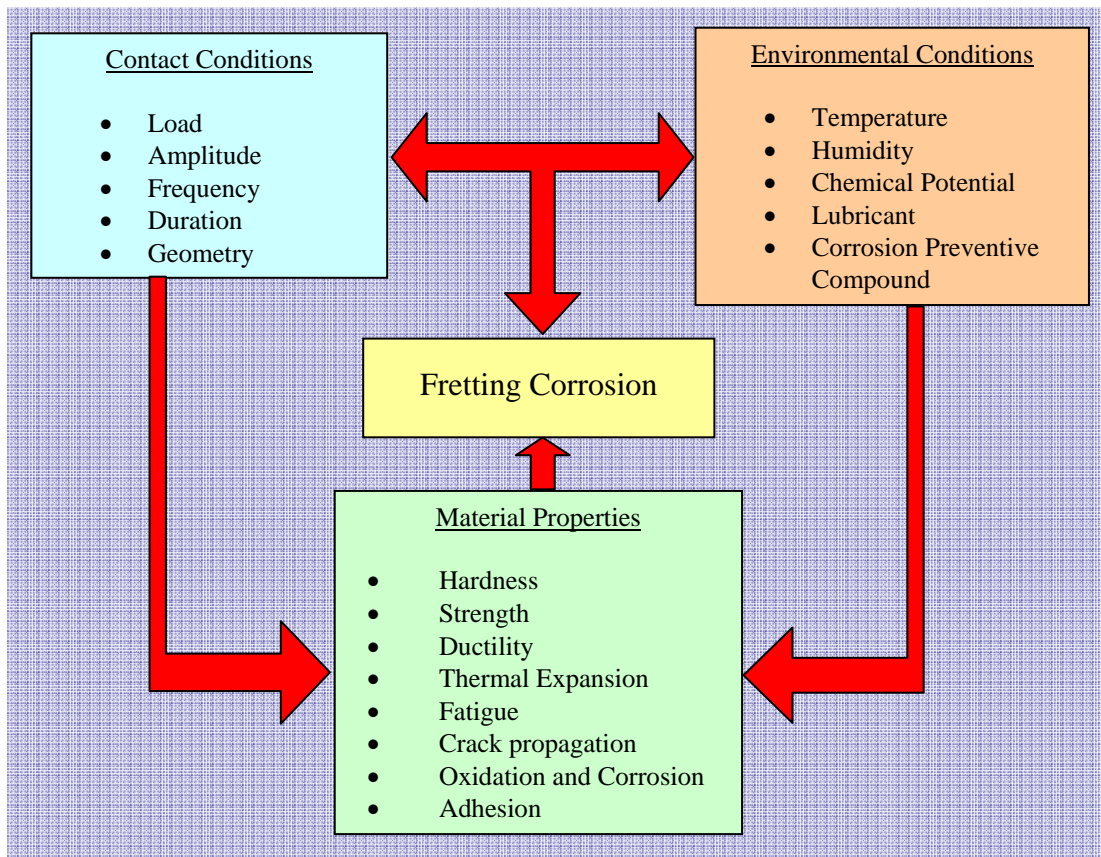 Contact Conditions
• Load
• Amplitude
• Frequency
• Duration
• Geometry
Environmental Conditions
• Temperature
• Humidity
• Chemical Potential
• Lubricant
• Corrosion Preventive
Compound
Fretting Corrosion
Material Properties
• Hardness
• Strength
• Ductility
• Thermal Expansion
• Fatigue
• Crack propagation
• Oxidation and Corrosion
• Adhesion